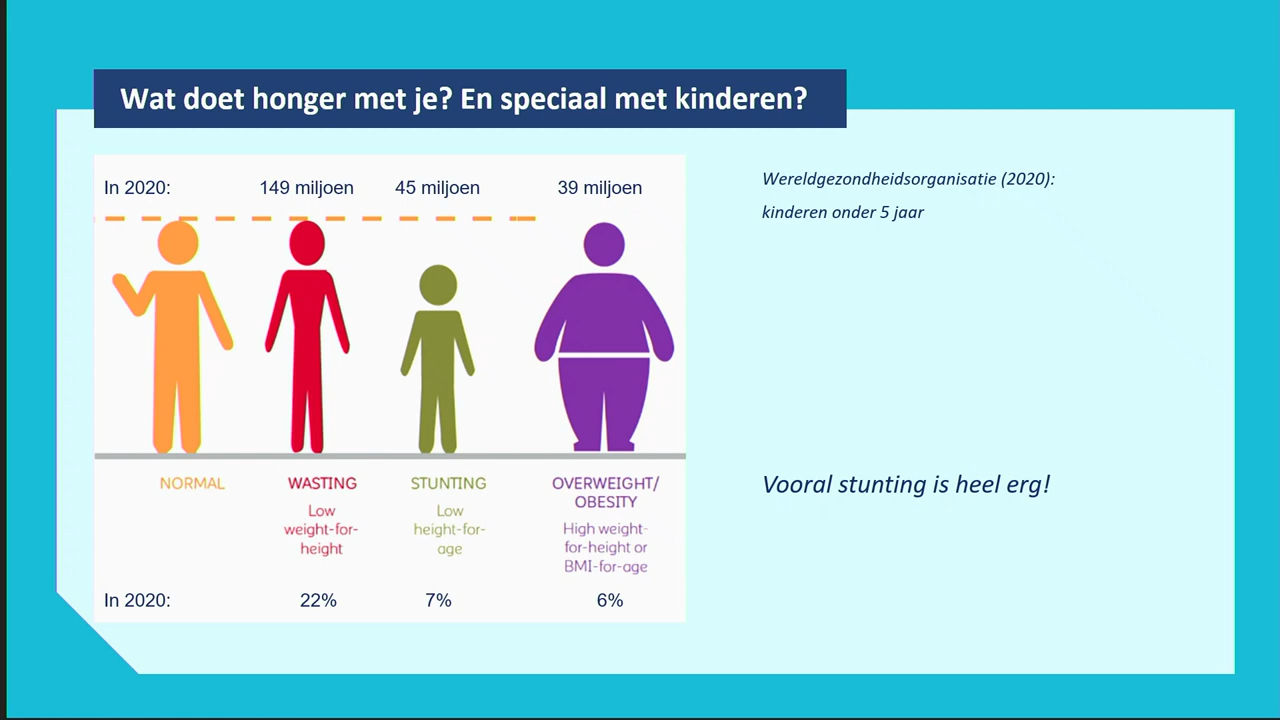 Wat doet honger met je? En speciaal met kinderen?
In 2020: 149 miljoen 45 miljoen 39 miljoen
Wereldgezondheidsorganisatie (2020):
kinderen onder 5 jaar
NORMAL
WASTING
Low
weight-for-
height
STUNTING
Low
height-for-
age
OVERWEIGHT/
OBESITY
High weight-
for-height or
BMI-for-age
In 2020: 22% 7% 6%
Vooral stunting is heel erg!